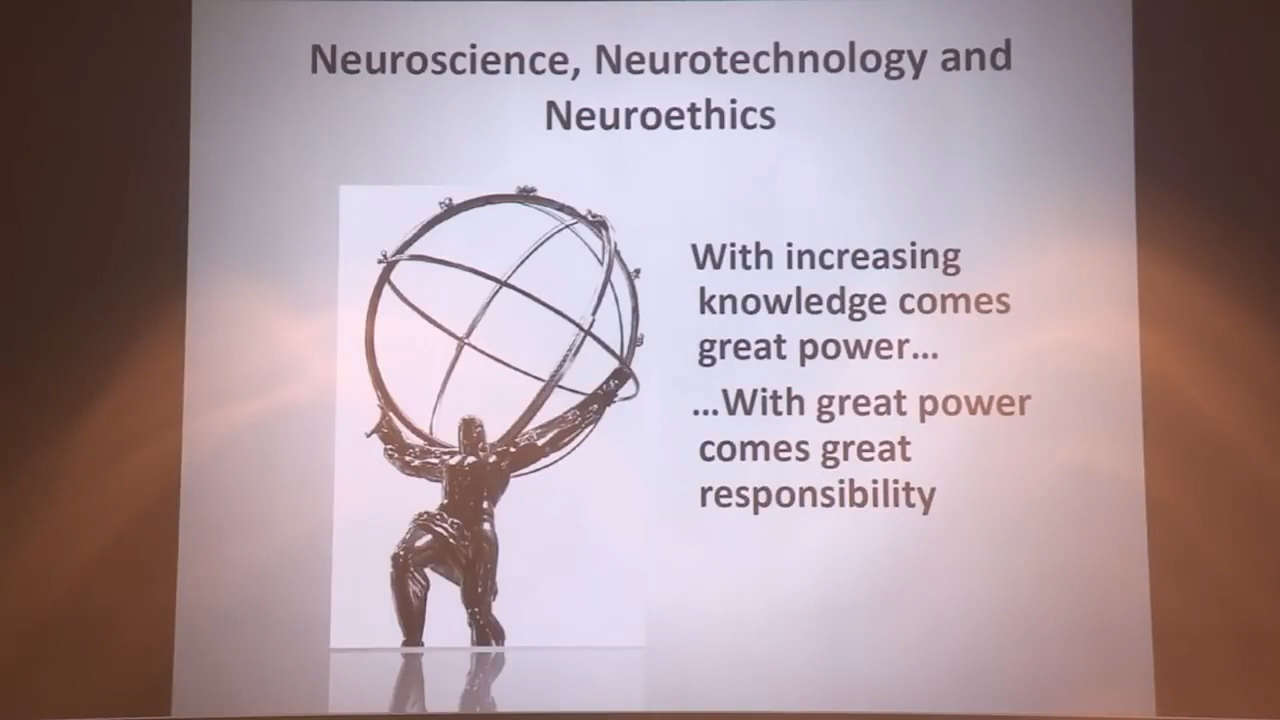 Neuroscience, Neurotechnology and
Neuroethics
With increasing
knowledge comes
great power...
...With great power
comes great
responsibility